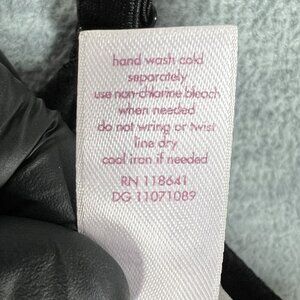 hand wash cold
separately
use non-chlorine bleach
when needed
do not wring or twist
line dry
cool iron if needed
RN 118641
DG 11071089